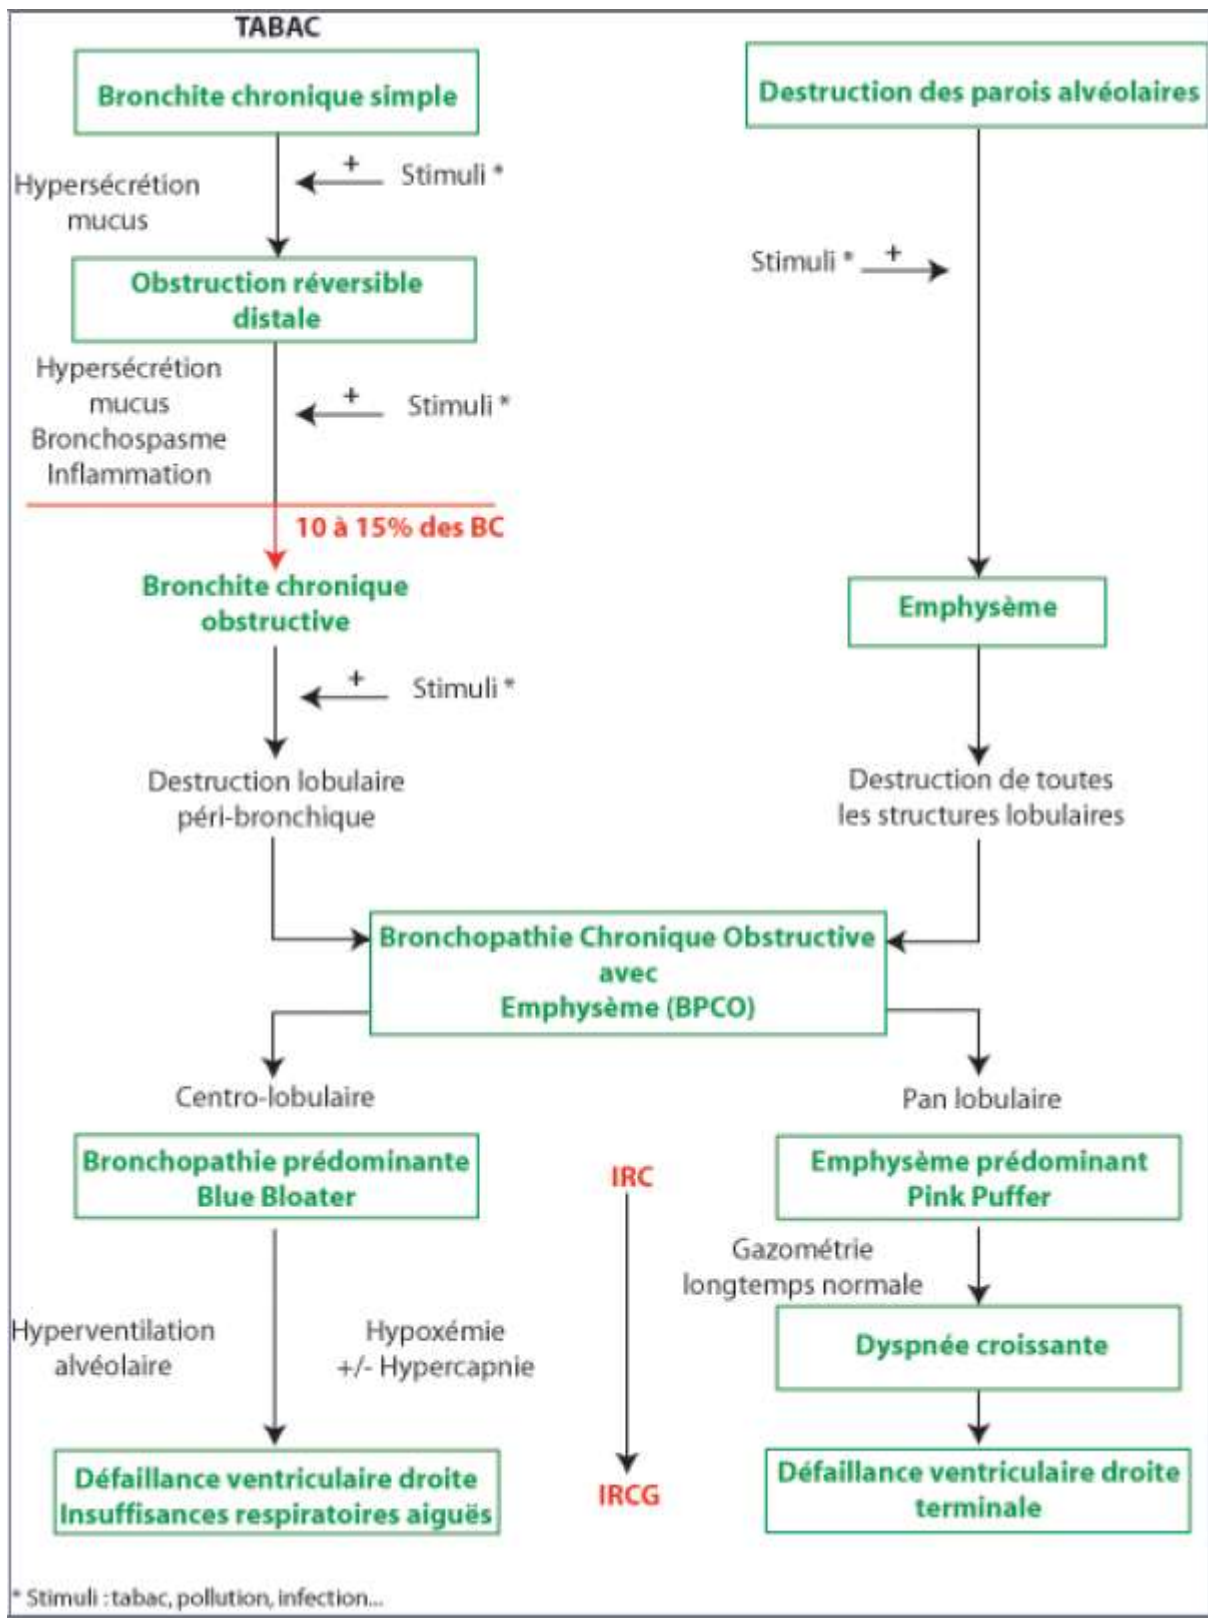 TABAC
Bronchite chronique simple
Destruction des parois alvéolaires
+
Stimuli *
Hypersécrétion
mucus
Stimuli *
+
Obstruction réversible
distale
Hypersécrétion
mucus
Bronchospasme
Inflammation
+
Stimuli *
10 à 15% des BC
Bronchite chronique
obstructive
Emphysème
+
Stimuli *
Destruction lobulaire
péri-bronchique
Destruction de toutes
les structures lobulaires
Bronchopathie Chronique Obstructive
avec
Emphysème (BPCO)
Centro-lobulaire
Pan lobulaire
Bronchopathie prédominante
Blue Bloater
IRC
Emphysème prédominant
Pink Puffer
Gazométrie
longtemps normale
Hyperventilation
alvéolaire
Hypoxémie
+/- Hypercapnie
Dyspnée croissante
Défaillance ventriculaire droite
Insuffisances respiratoires aiguës
IRCG
Défaillance ventriculaire droite
terminale
* Stimuli : tabac, pollution, infection...